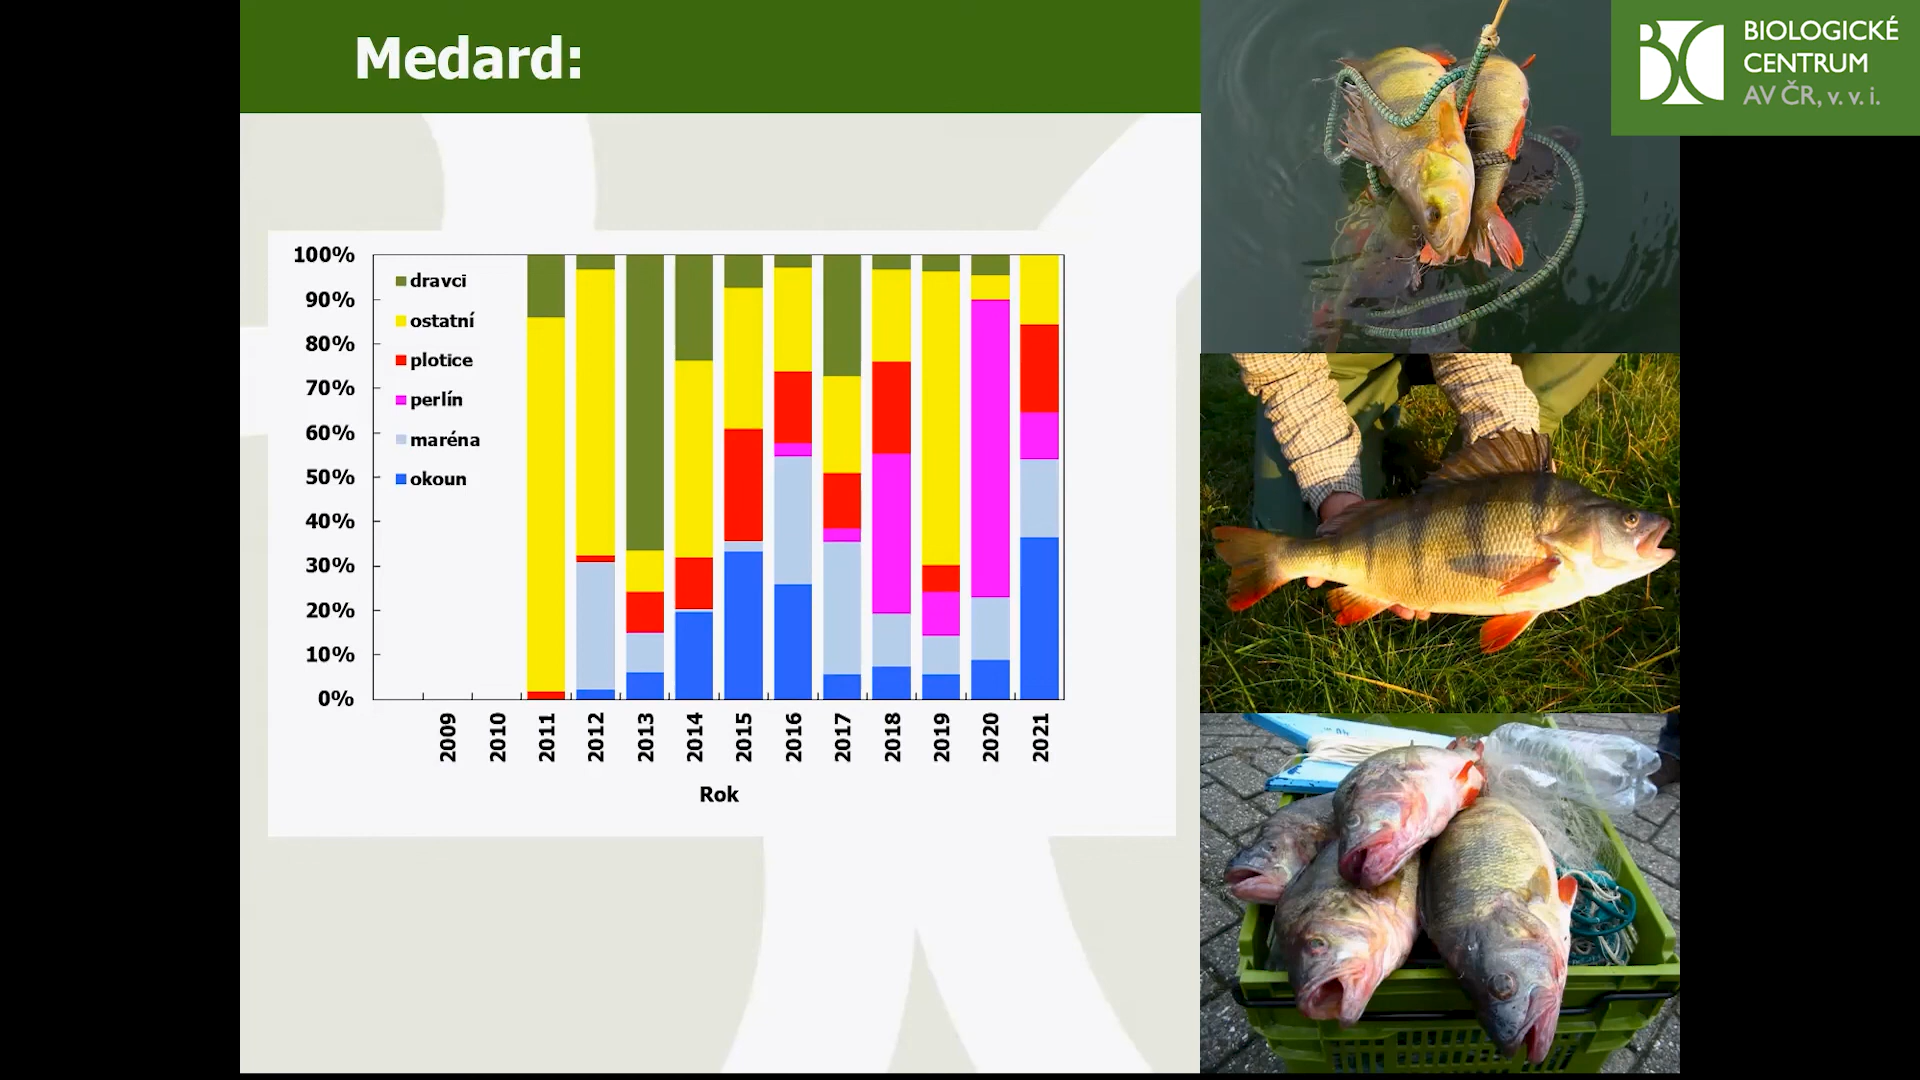 Medard:
BIOLOGICKÉ
CENTRUM
AV ČR, v. v. i.
100%
90%
80%
70%
60%
50%
40%
30%
20%
10%
0%
dravci
ostatní
plotice
perlín
maréna
okoun
2009
2010
2011
2012
2013
2014
2015
2016
2017
2018
2019
2020
2021
Rok